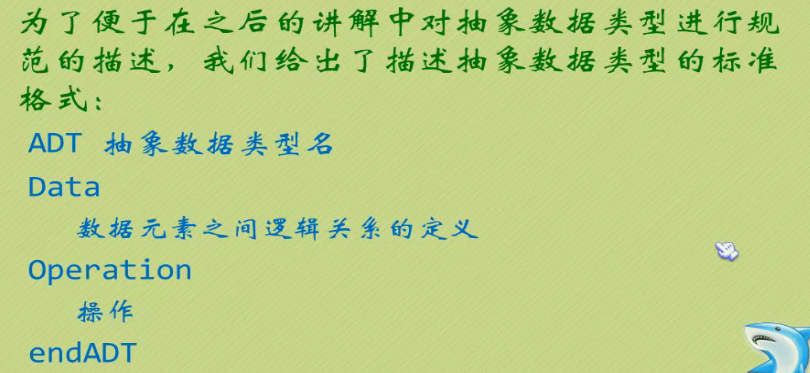 为了便于在之后的讲解中对抽象数据类型进行规
范的描述，我们给出了描述抽象数据类型的标准
格式：
ADT 抽象数据类型名
Data
数据元素之间逻辑关系的定义
Operation
操作
endADT